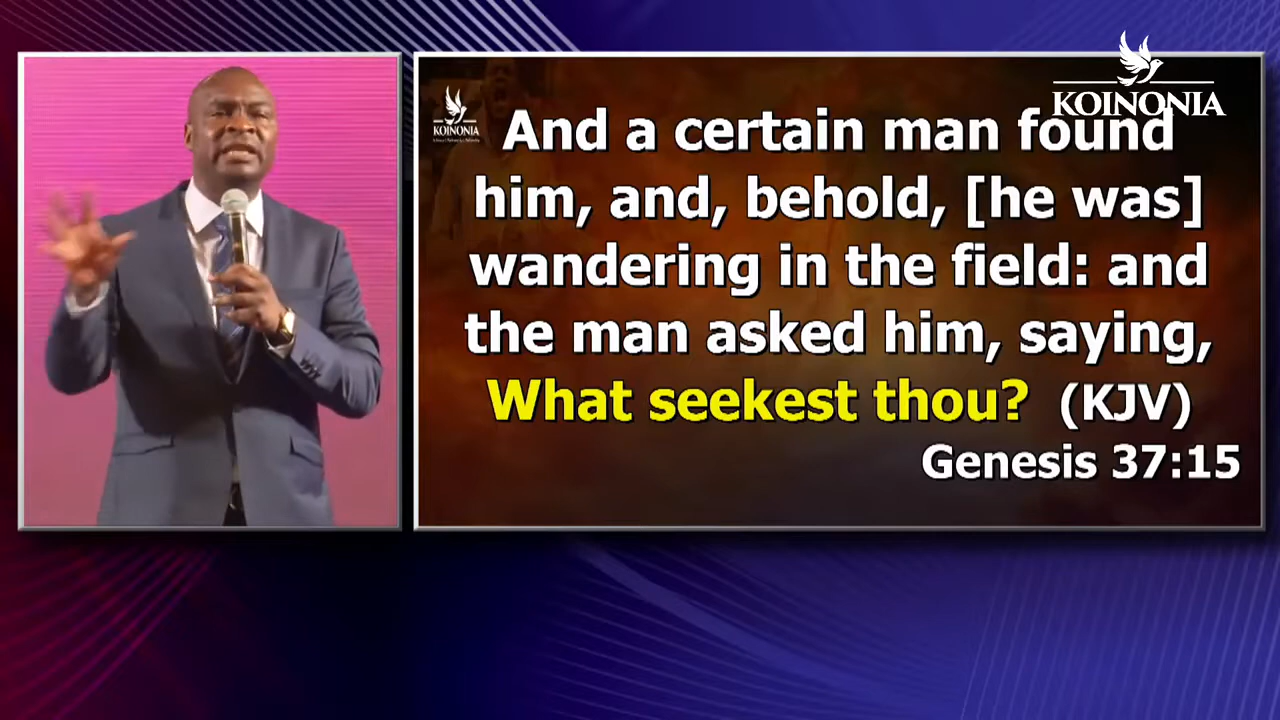 KOINONIA
KOINONIA
And a certain man found
him, and, behold, [he was]
wandering in the field: and
the man asked him, saying,
What seekest thou? (KJV)
Genesis 37:15